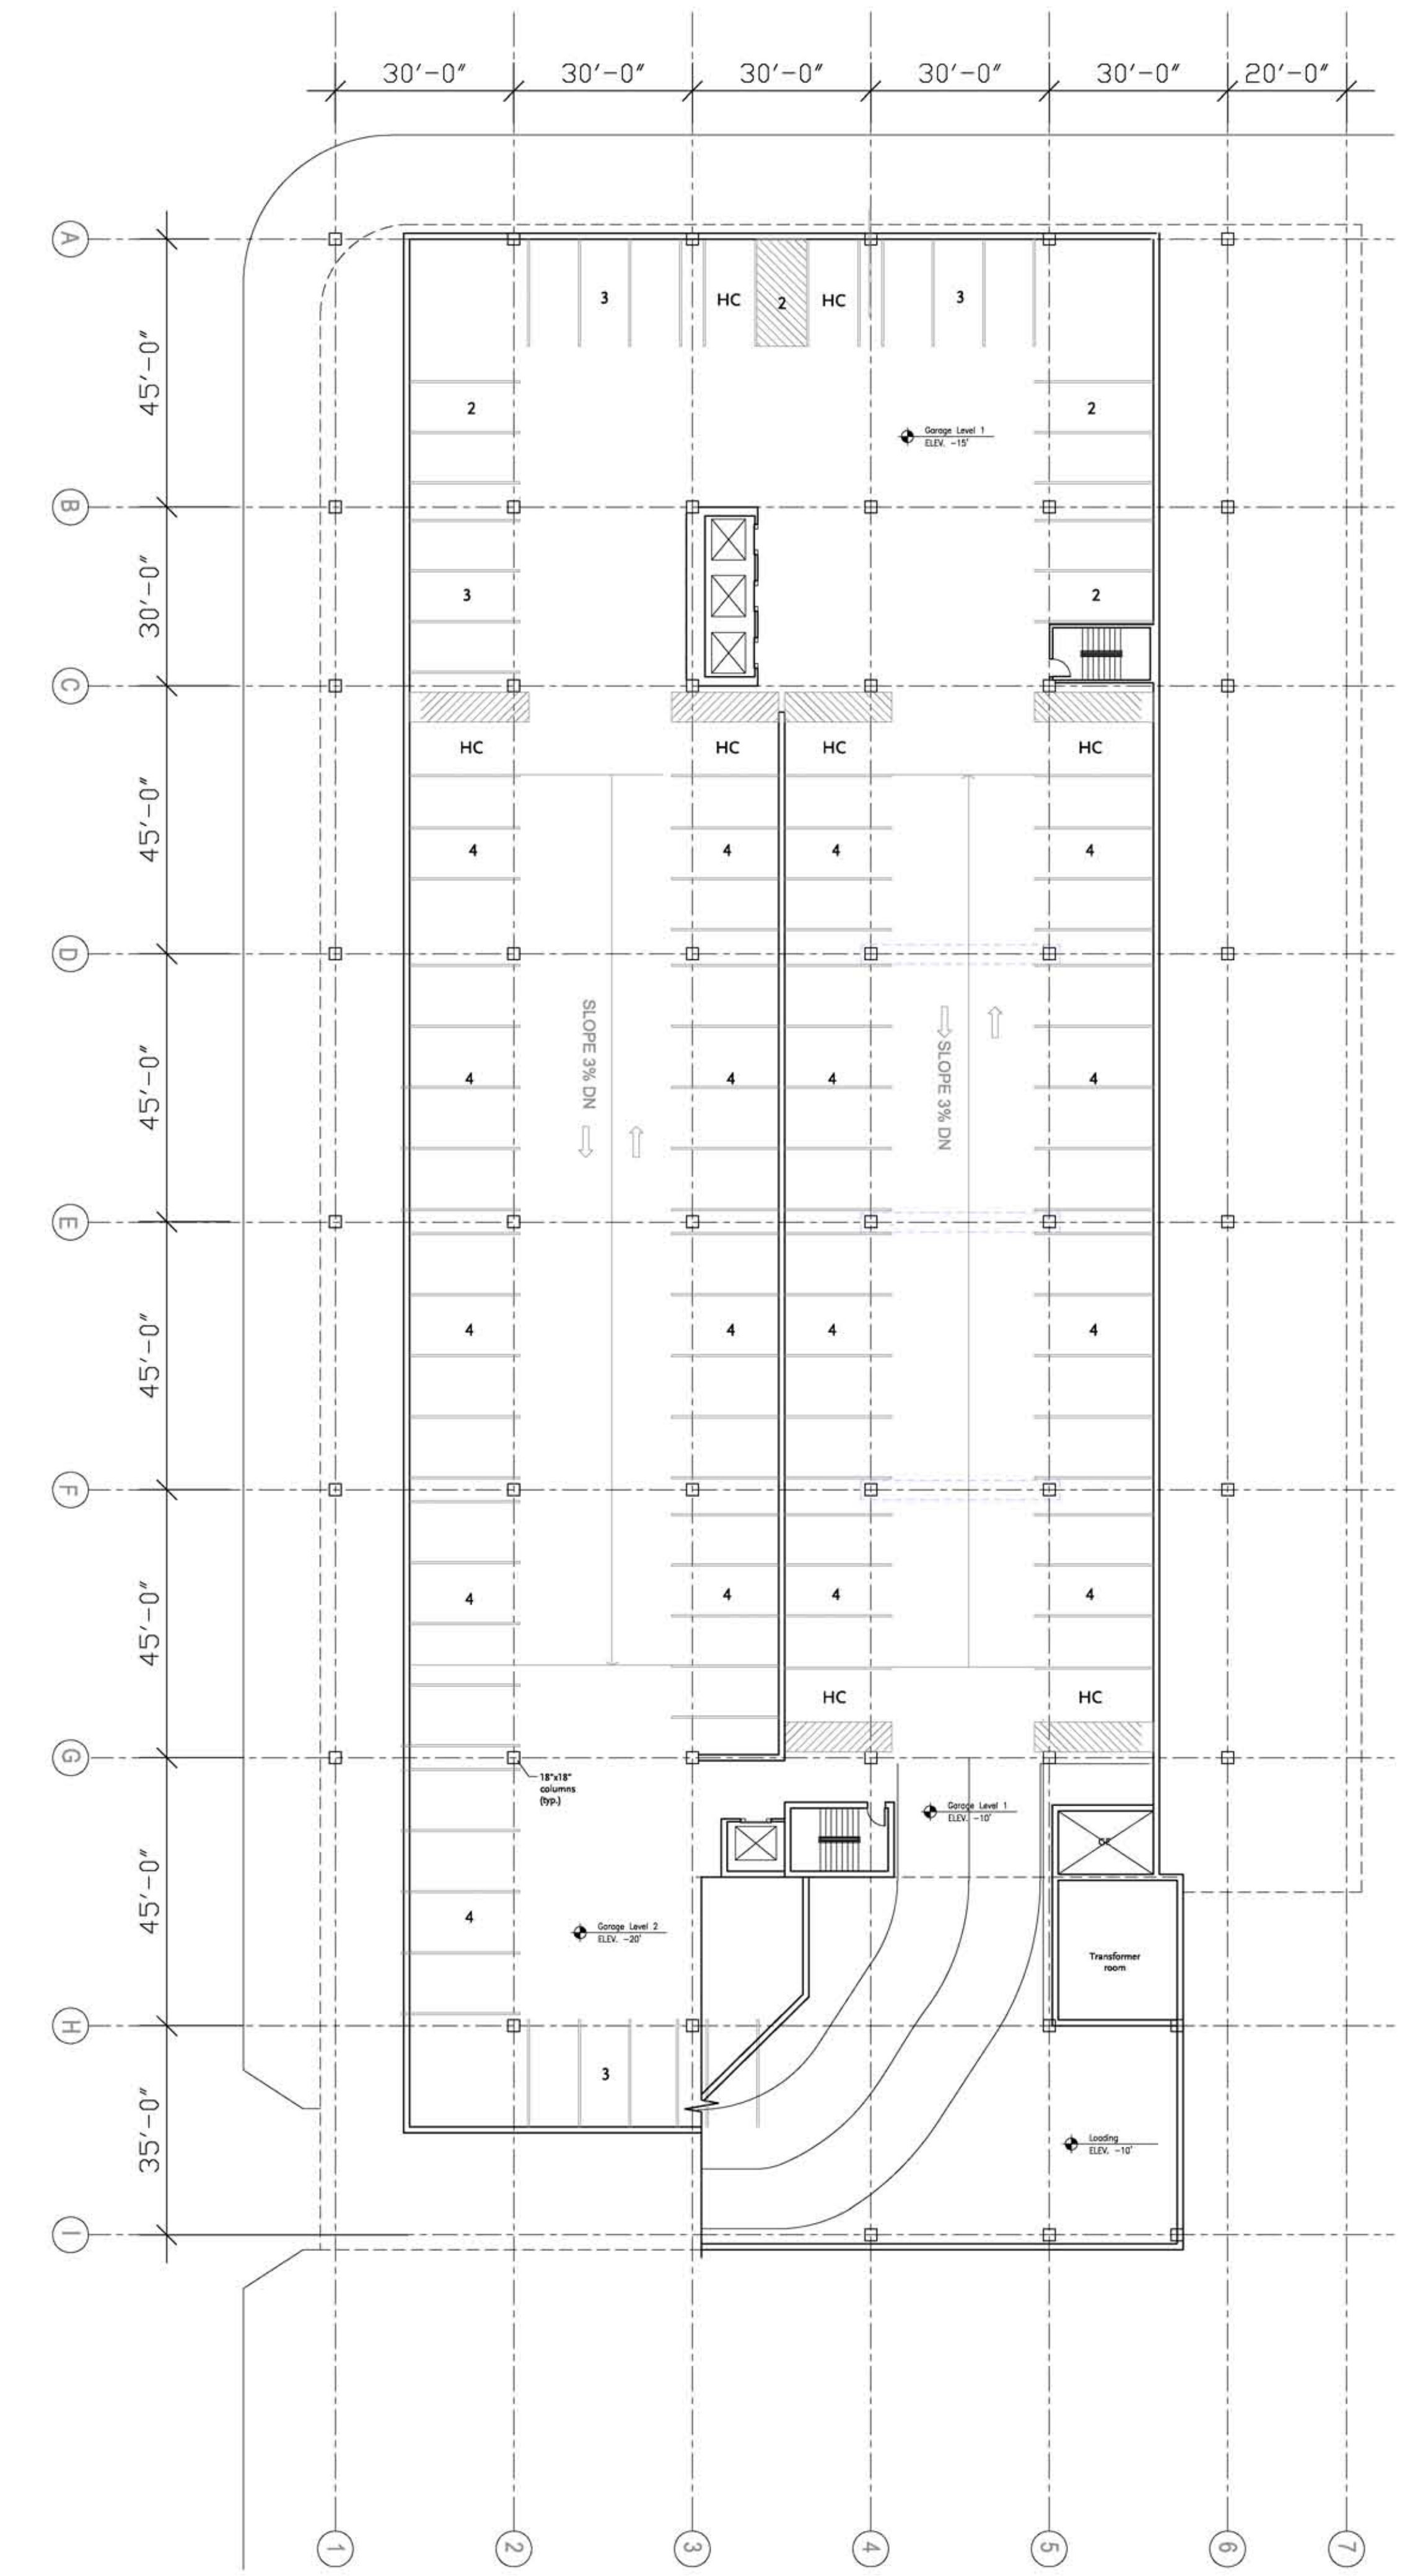 30'-0" 30'-0" 30'-0" 30'-0" 30'-0" 20'-0"
A
3 HC 2 HC 3
45'-0"
2 2
Garage Level 1
ELEV. -15'
B
30'-0"
3 2
C
HC HC HC HC
45'-0"
4 4 4 4
D
SLOPE 3% DN
SLOPE 3% DN
45'-0"
4 4 4 4
E
45'-0"
4 4 4 4
F
45'-0"
4 4 4 4
HC HC
G
18"x18"
columns
(typ.)
Garage Level 1
ELEV. -10'
45'-0"
4
Garage Level 2
ELEV. -20'
Transformer
room
H
3
35'-0"
Loading
ELEV. -10'
I
1 2 3 4 5 6 7